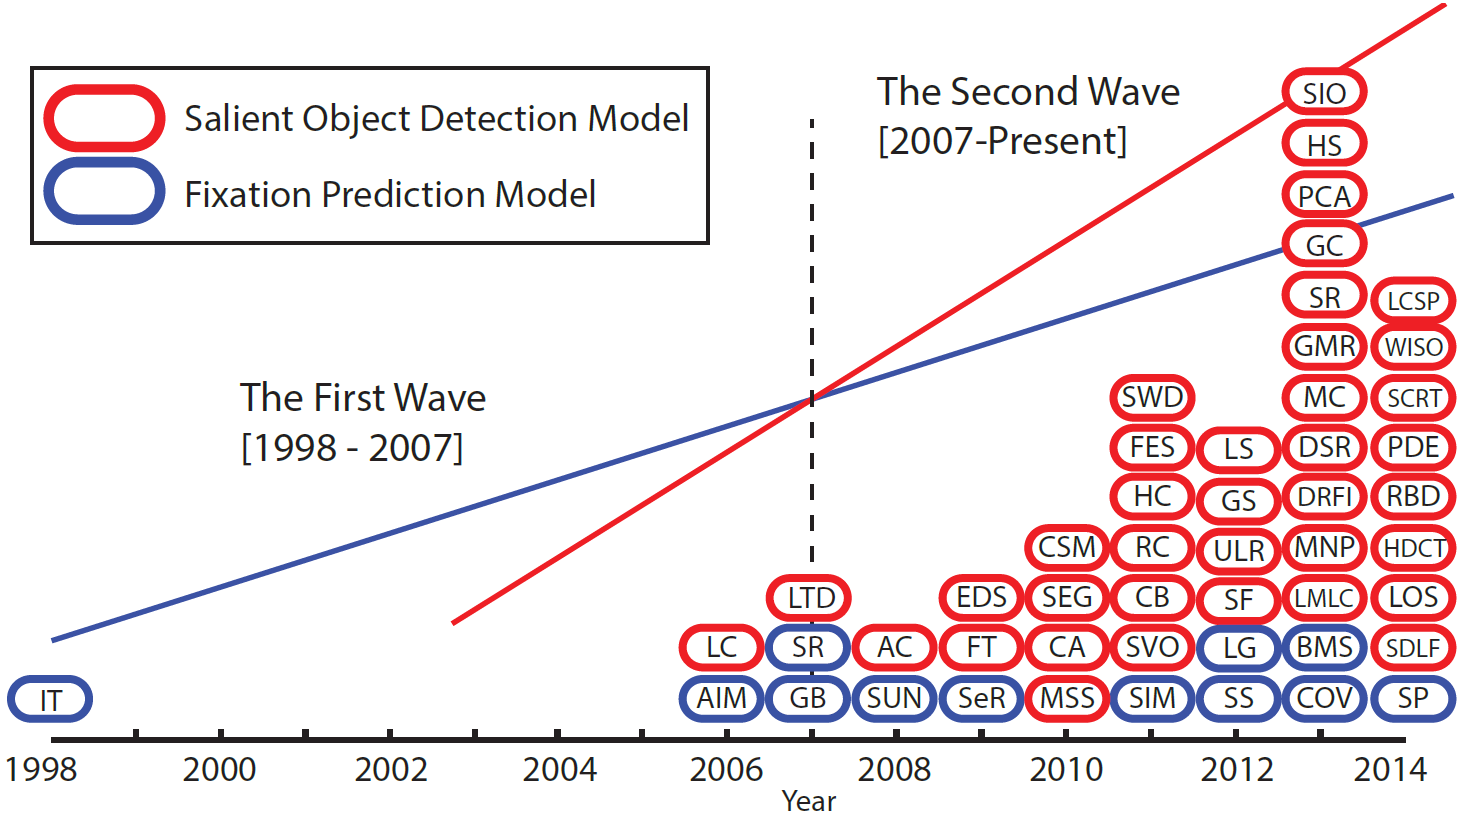 Salient Object Detection Model
Fixation Prediction Model
The Second Wave
[2007-Present]
The First Wave
[1998 - 2007]
SIO
HS
PCA
GC
SR
LCSP
GMR
WISO
SWD
MC
SCRT
FES
LS
DSR
PDE
HC
GS
DRFI
RBD
CSM
RC
ULR
MNP
HDCT
LTD
EDS
SEG
CB
SF
LMLC
LOS
LC
SR
AC
FT
CA
SVO
LG
BMS
SDLF
IT
AIM
GB
SUN
SeR
MSS
SIM
SS
COV
SP
1998
2000
2002
2004
2006
2008
2010
2012
2014
Year